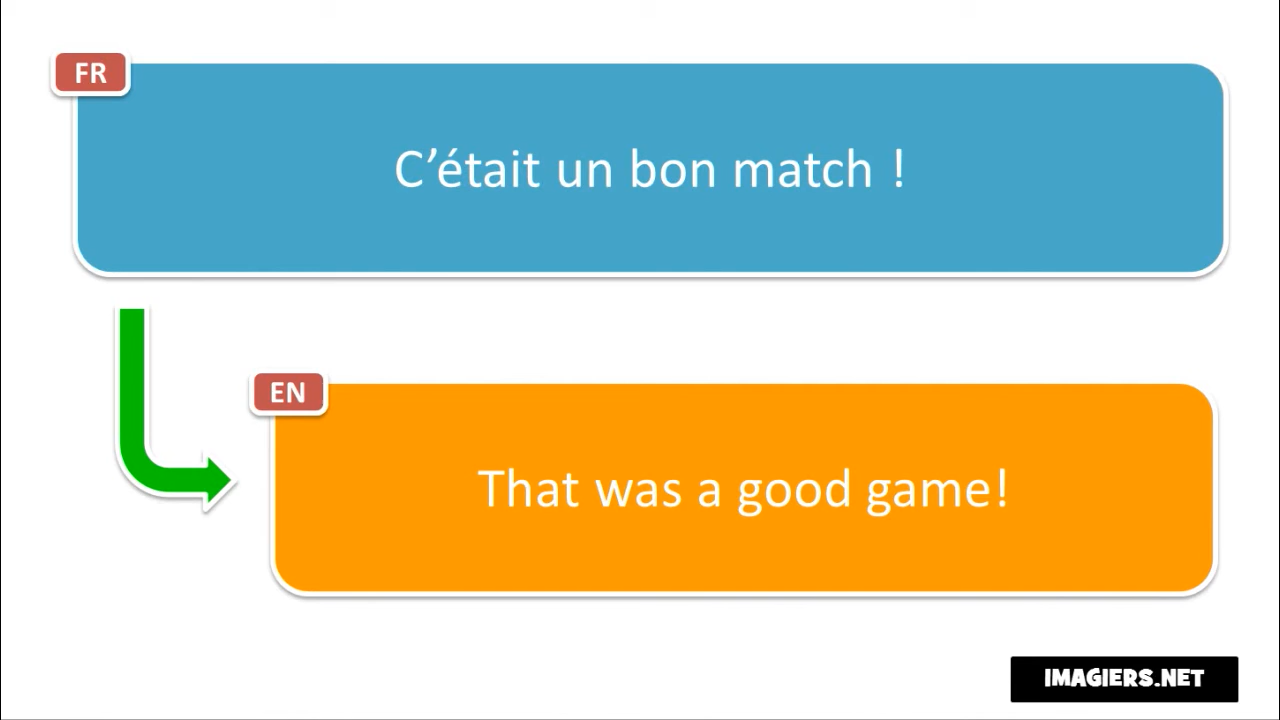 FR
C’était un bon match !
EN
That was a good game!
IMAGIERS.NET